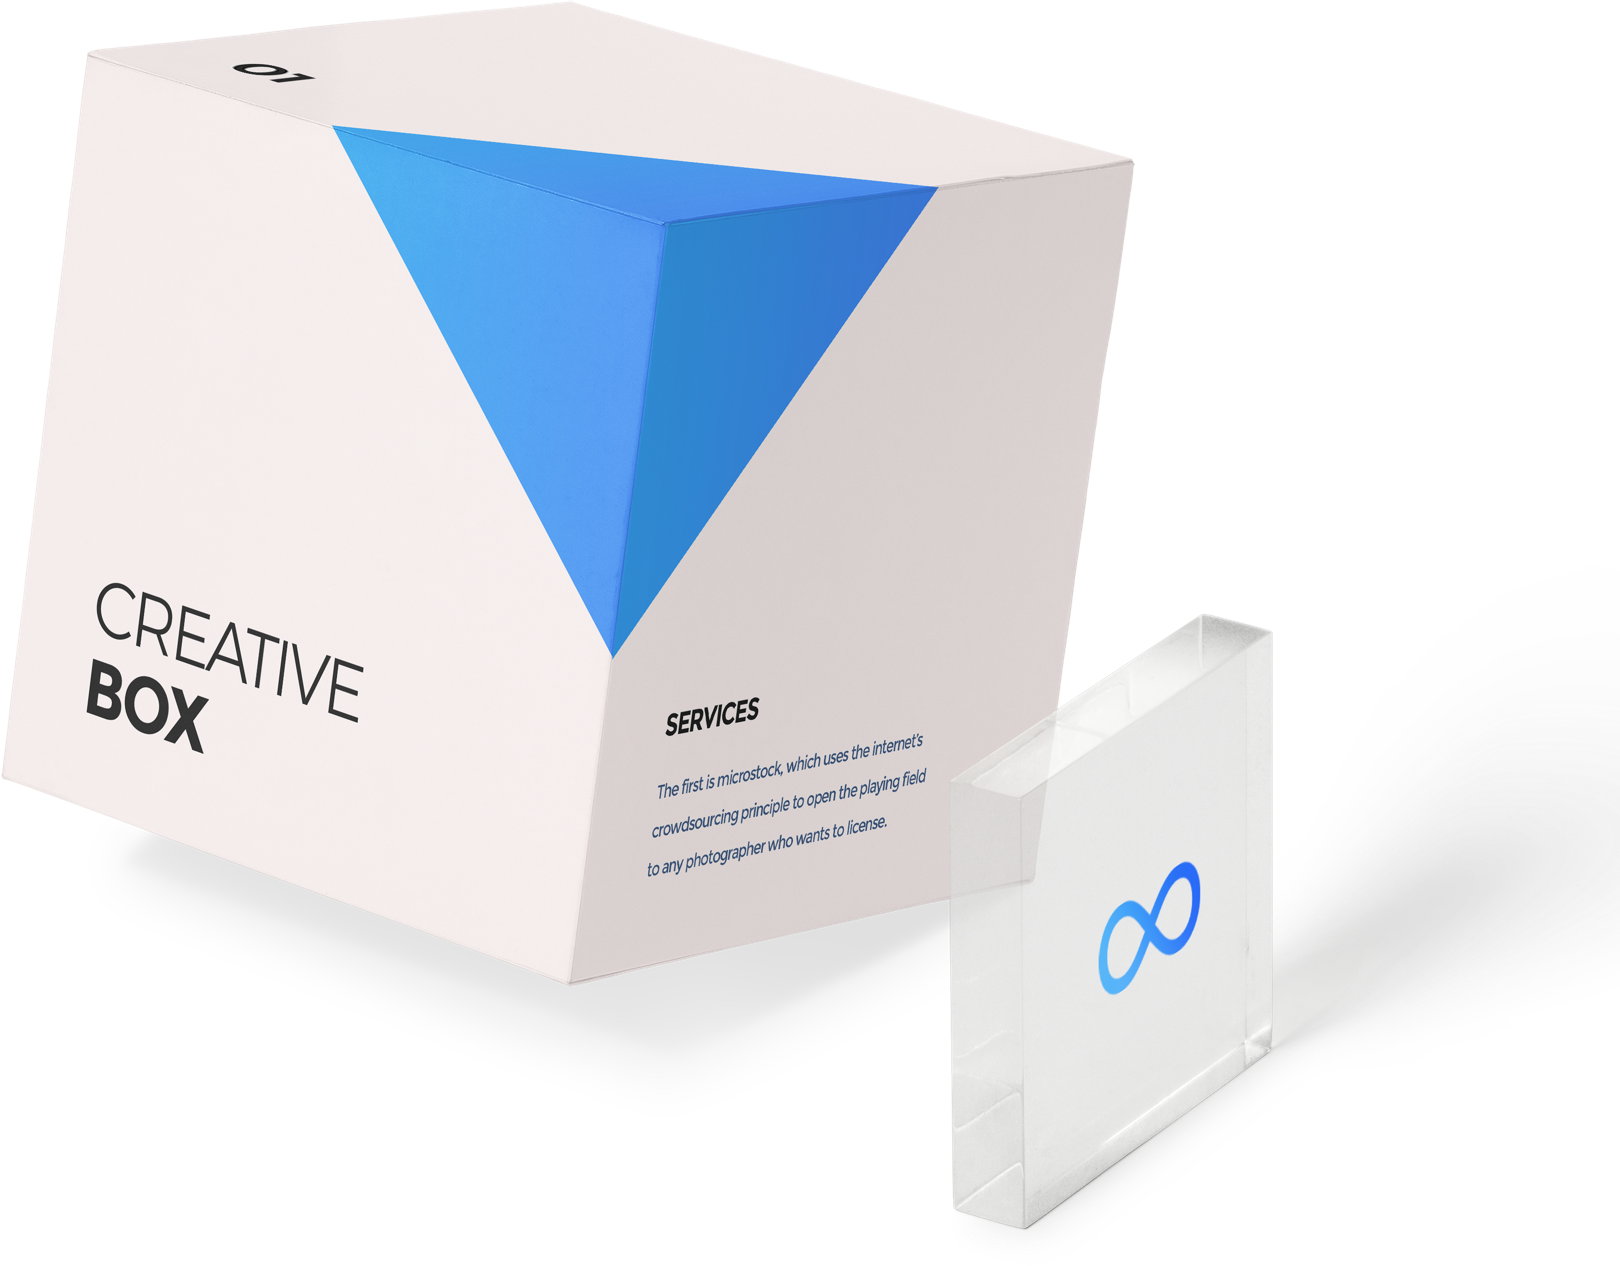 01
CREATIVE
BOX
SERVICES
The first is microstock, which uses the internet's
crowdsourcing principle to open the playing field
to any photographer who wants to license.